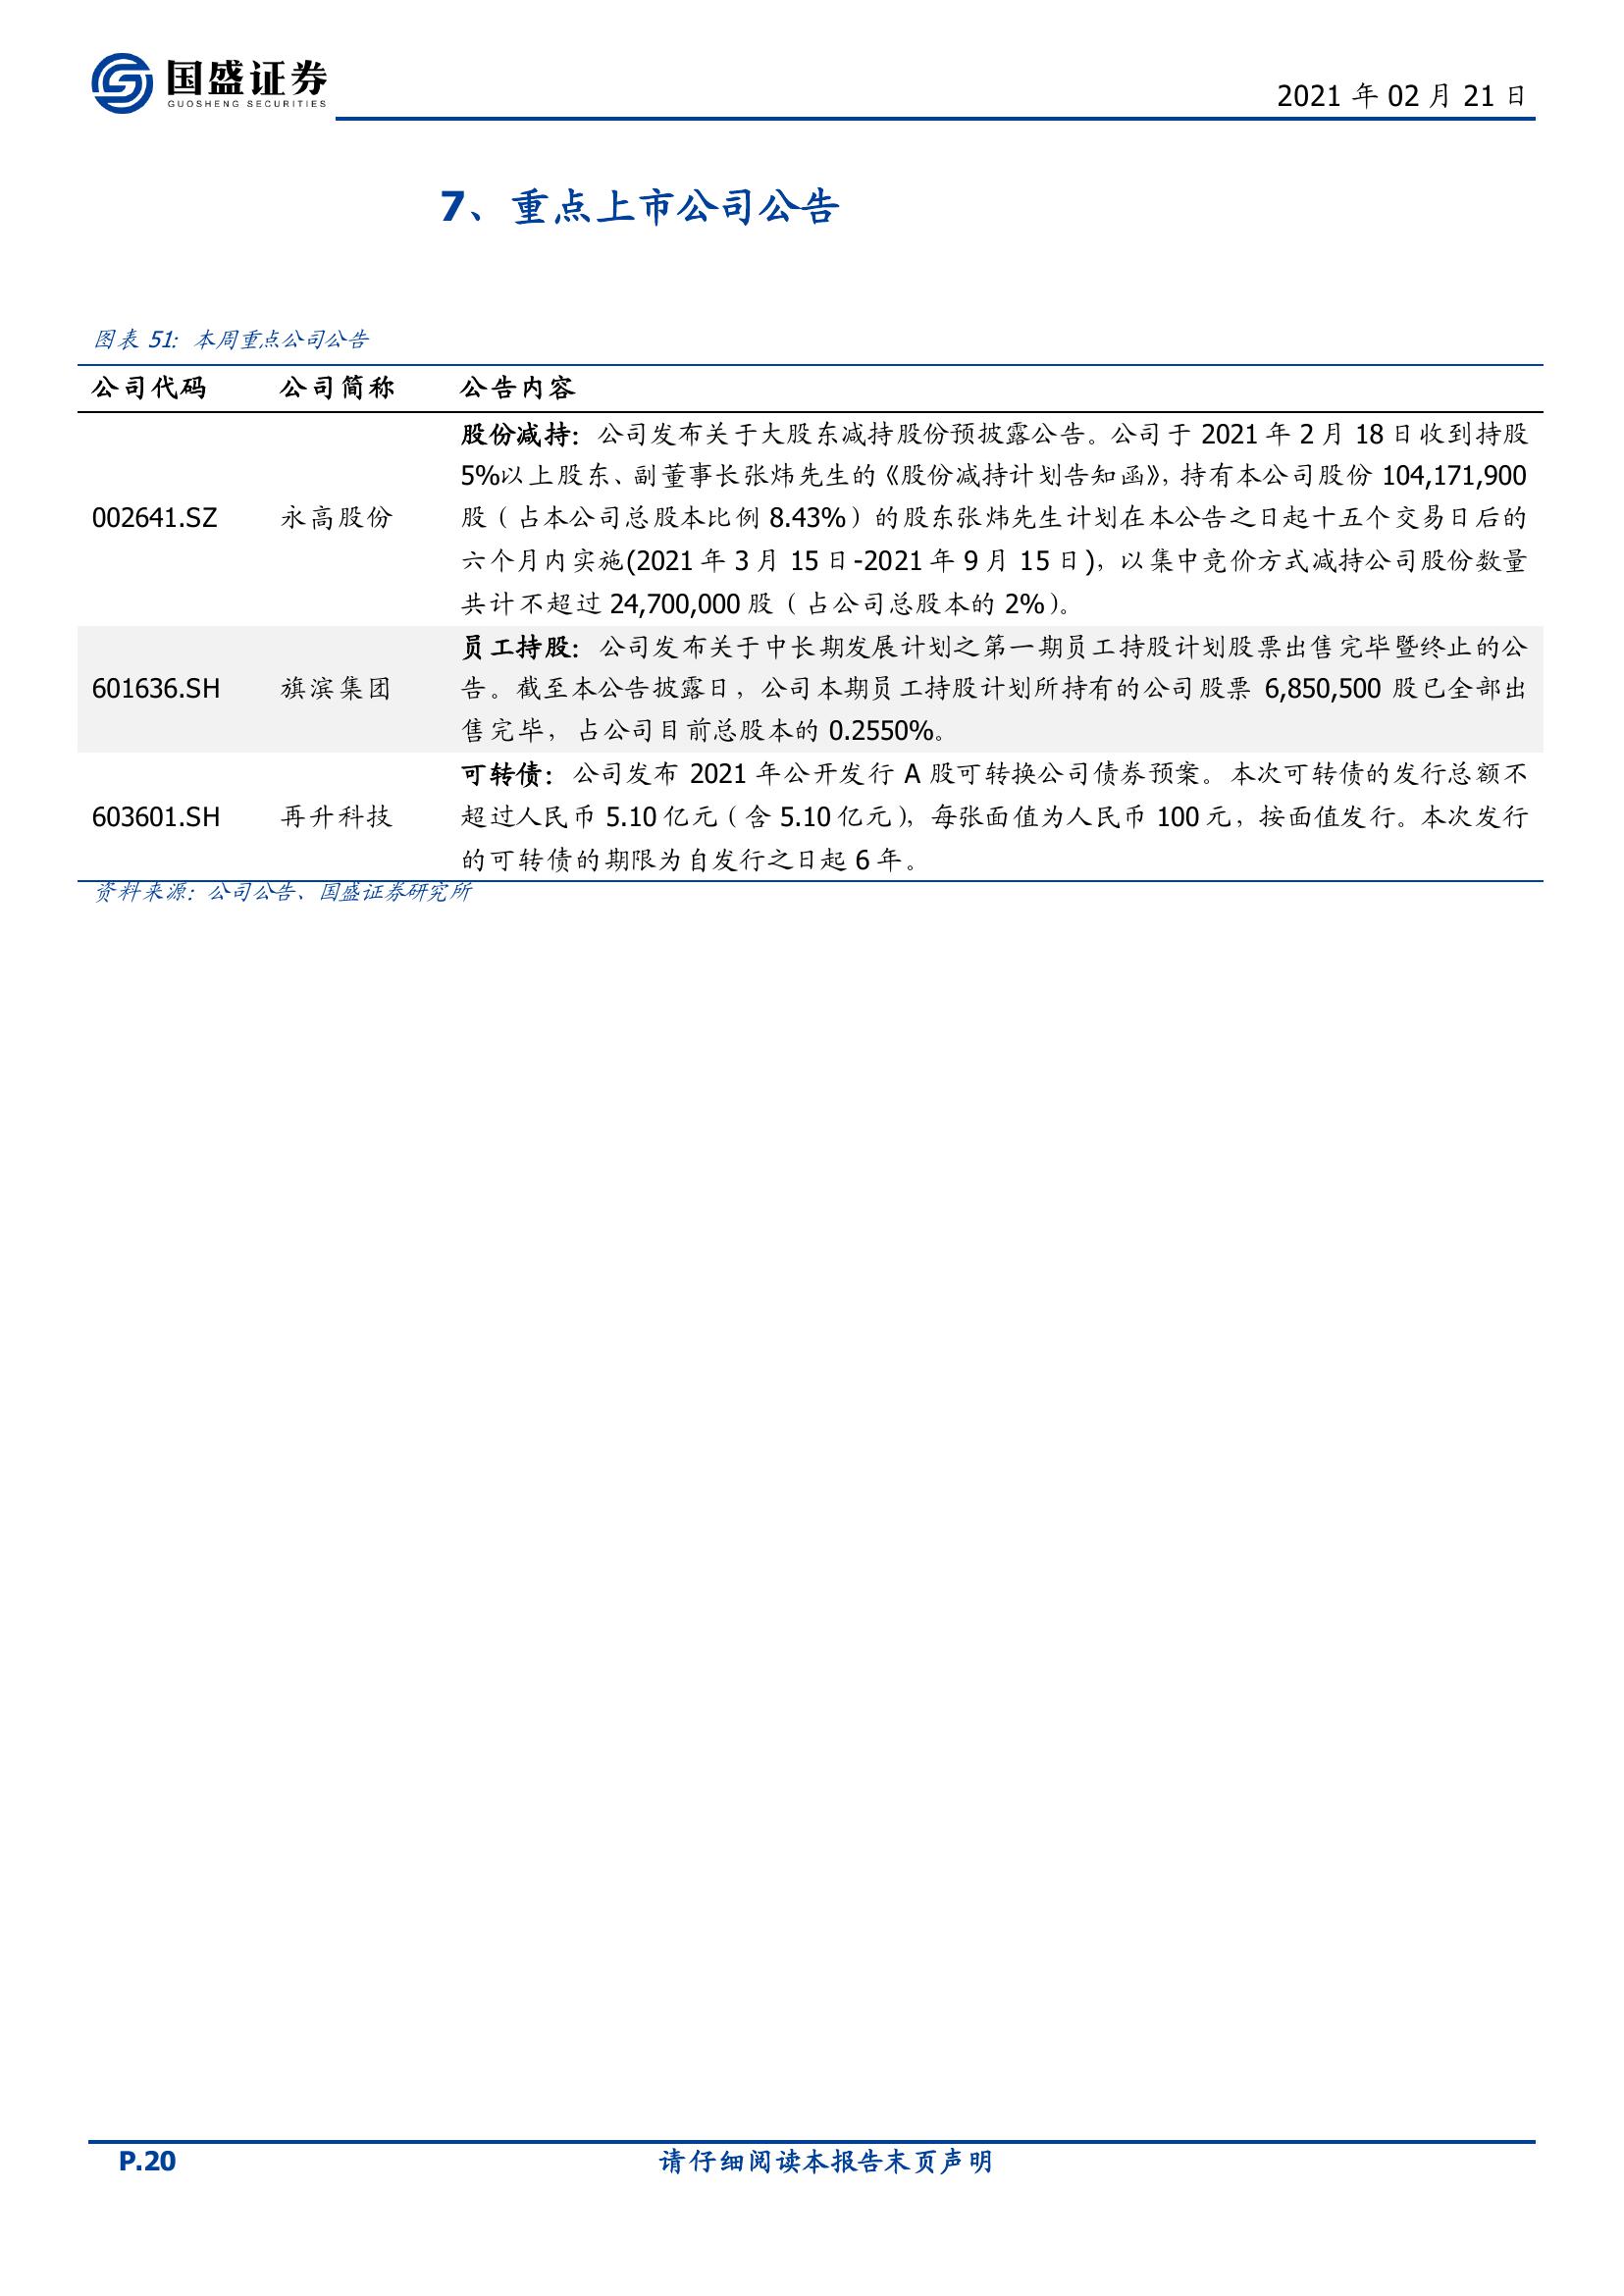 国盛证券
GUOSHENG SECURITIES
2021 年 02 月 21 日
7、重点上市公司公告
图表 51: 本周重点公司公告
公司代码 公司简称 公告内容
股份减持：公司发布关于大股东减持股份预披露公告。公司于 2021 年 2 月 18 日收到持股
5%以上股东、副董事长张炜先生的《股份减持计划告知函》，持有本公司股份 104,171,900
002641.SZ 永高股份 股（占本公司总股本比例 8.43%）的股东张炜先生计划在本公告之日起十五个交易日后的
六个月内实施(2021 年 3 月 15 日-2021 年 9 月 15 日)，以集中竞价方式减持公司股份数量
共计不超过 24,700,000 股（占公司总股本的 2%）。
员工持股：公司发布关于中长期发展计划之第一期员工持股计划股票出售完毕暨终止的公
601636.SH 旗滨集团 告。截至本公告披露日，公司本期员工持股计划所持有的公司股票 6,850,500 股已全部出
售完毕，占公司目前总股本的 0.2550%。
可转债：公司发布 2021 年公开发行 A 股可转换公司债券预案。本次可转债的发行总额不
603601.SH 再升科技 超过人民币 5.10 亿元（含 5.10 亿元），每张面值为人民币 100 元，按面值发行。本次发行
的可转债的期限为自发行之日起 6 年。
资料来源：公司公告、国盛证券研究所
P.20 请仔细阅读本报告末页声明